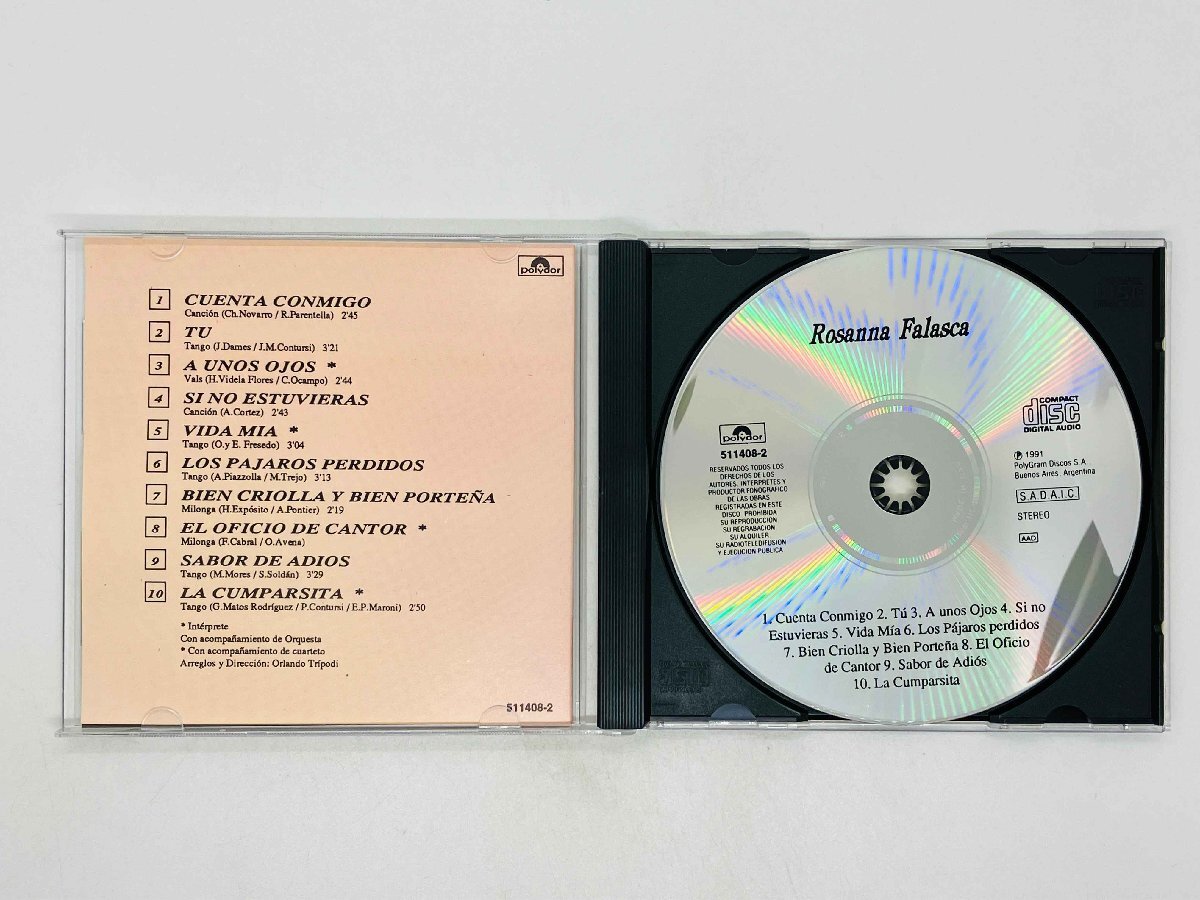 polydor
1 CUENTA CONMIGO
Canción (Ch.Novarro / R.Parentella) 2'45
2 TU
Tango (J.Dames / J.M.Contursi) 3'21
3 A UNOS OJOS *
Vals (H.Videla Flores / C.Ocampo) 2'44
4 SI NO ESTUVIERAS
Canción (A.Cortez) 2'43
5 VIDA MIA *
Tango (O.y E. Fresedo) 3'04
6 LOS PAJAROS PERDIDOS
Tango (A.Piazzolla / M.Trejo) 3'13
7 BIEN CRIOLLA Y BIEN PORTEÑA
Milonga (H.Expósito / A.Pontier) 2'19
8 EL OFICIO DE CANTOR *
Milonga (F.Cabral / O.Avena)
9 SABOR DE ADIOS
Tango (M.Mores / S.Soldán) 3'29
10 LA CUMPARSITA *
Tango (G.Matos Rodríguez / P.Contursi / E.P.Maroni) 2'50
* Intérprete
Con acompañamiento de Orquesta
* Con acompañamiento de cuarteto
Arreglos y Dirección: Orlando Trípodi
511408-2
Rosanna Falasca
polydor
511408-2
RESERVADOS TODOS LOS
DERECHOS DE LOS
AUTORES, INTERPRETES Y
PRODUCTOR FONOGRAFICO
DE LAS OBRAS
REGISTRADAS EN ESTE
DISCO. PROHIBIDA
SU REPRODUCCION
SU REGRABACION
SU ALQUILER
SU RADIOTELEDIFUSION
Y EJECUCION PUBLICA
COMPACT
disc
DIGITAL AUDIO
℗ 1991
PolyGram Discos S.A.
Buenos Aires, Argentina
S.A.D.A.I.C.
STEREO
AAD
1. Cuenta Conmigo 2. Tú 3. A unos Ojos 4. Si no
Estuvieras 5. Vida Mía 6. Los Pájaros perdidos
7. Bien Criolla y Bien Porteña 8. El Oficio
de Cantor 9. Sabor de Adiós
10. La Cumparsita